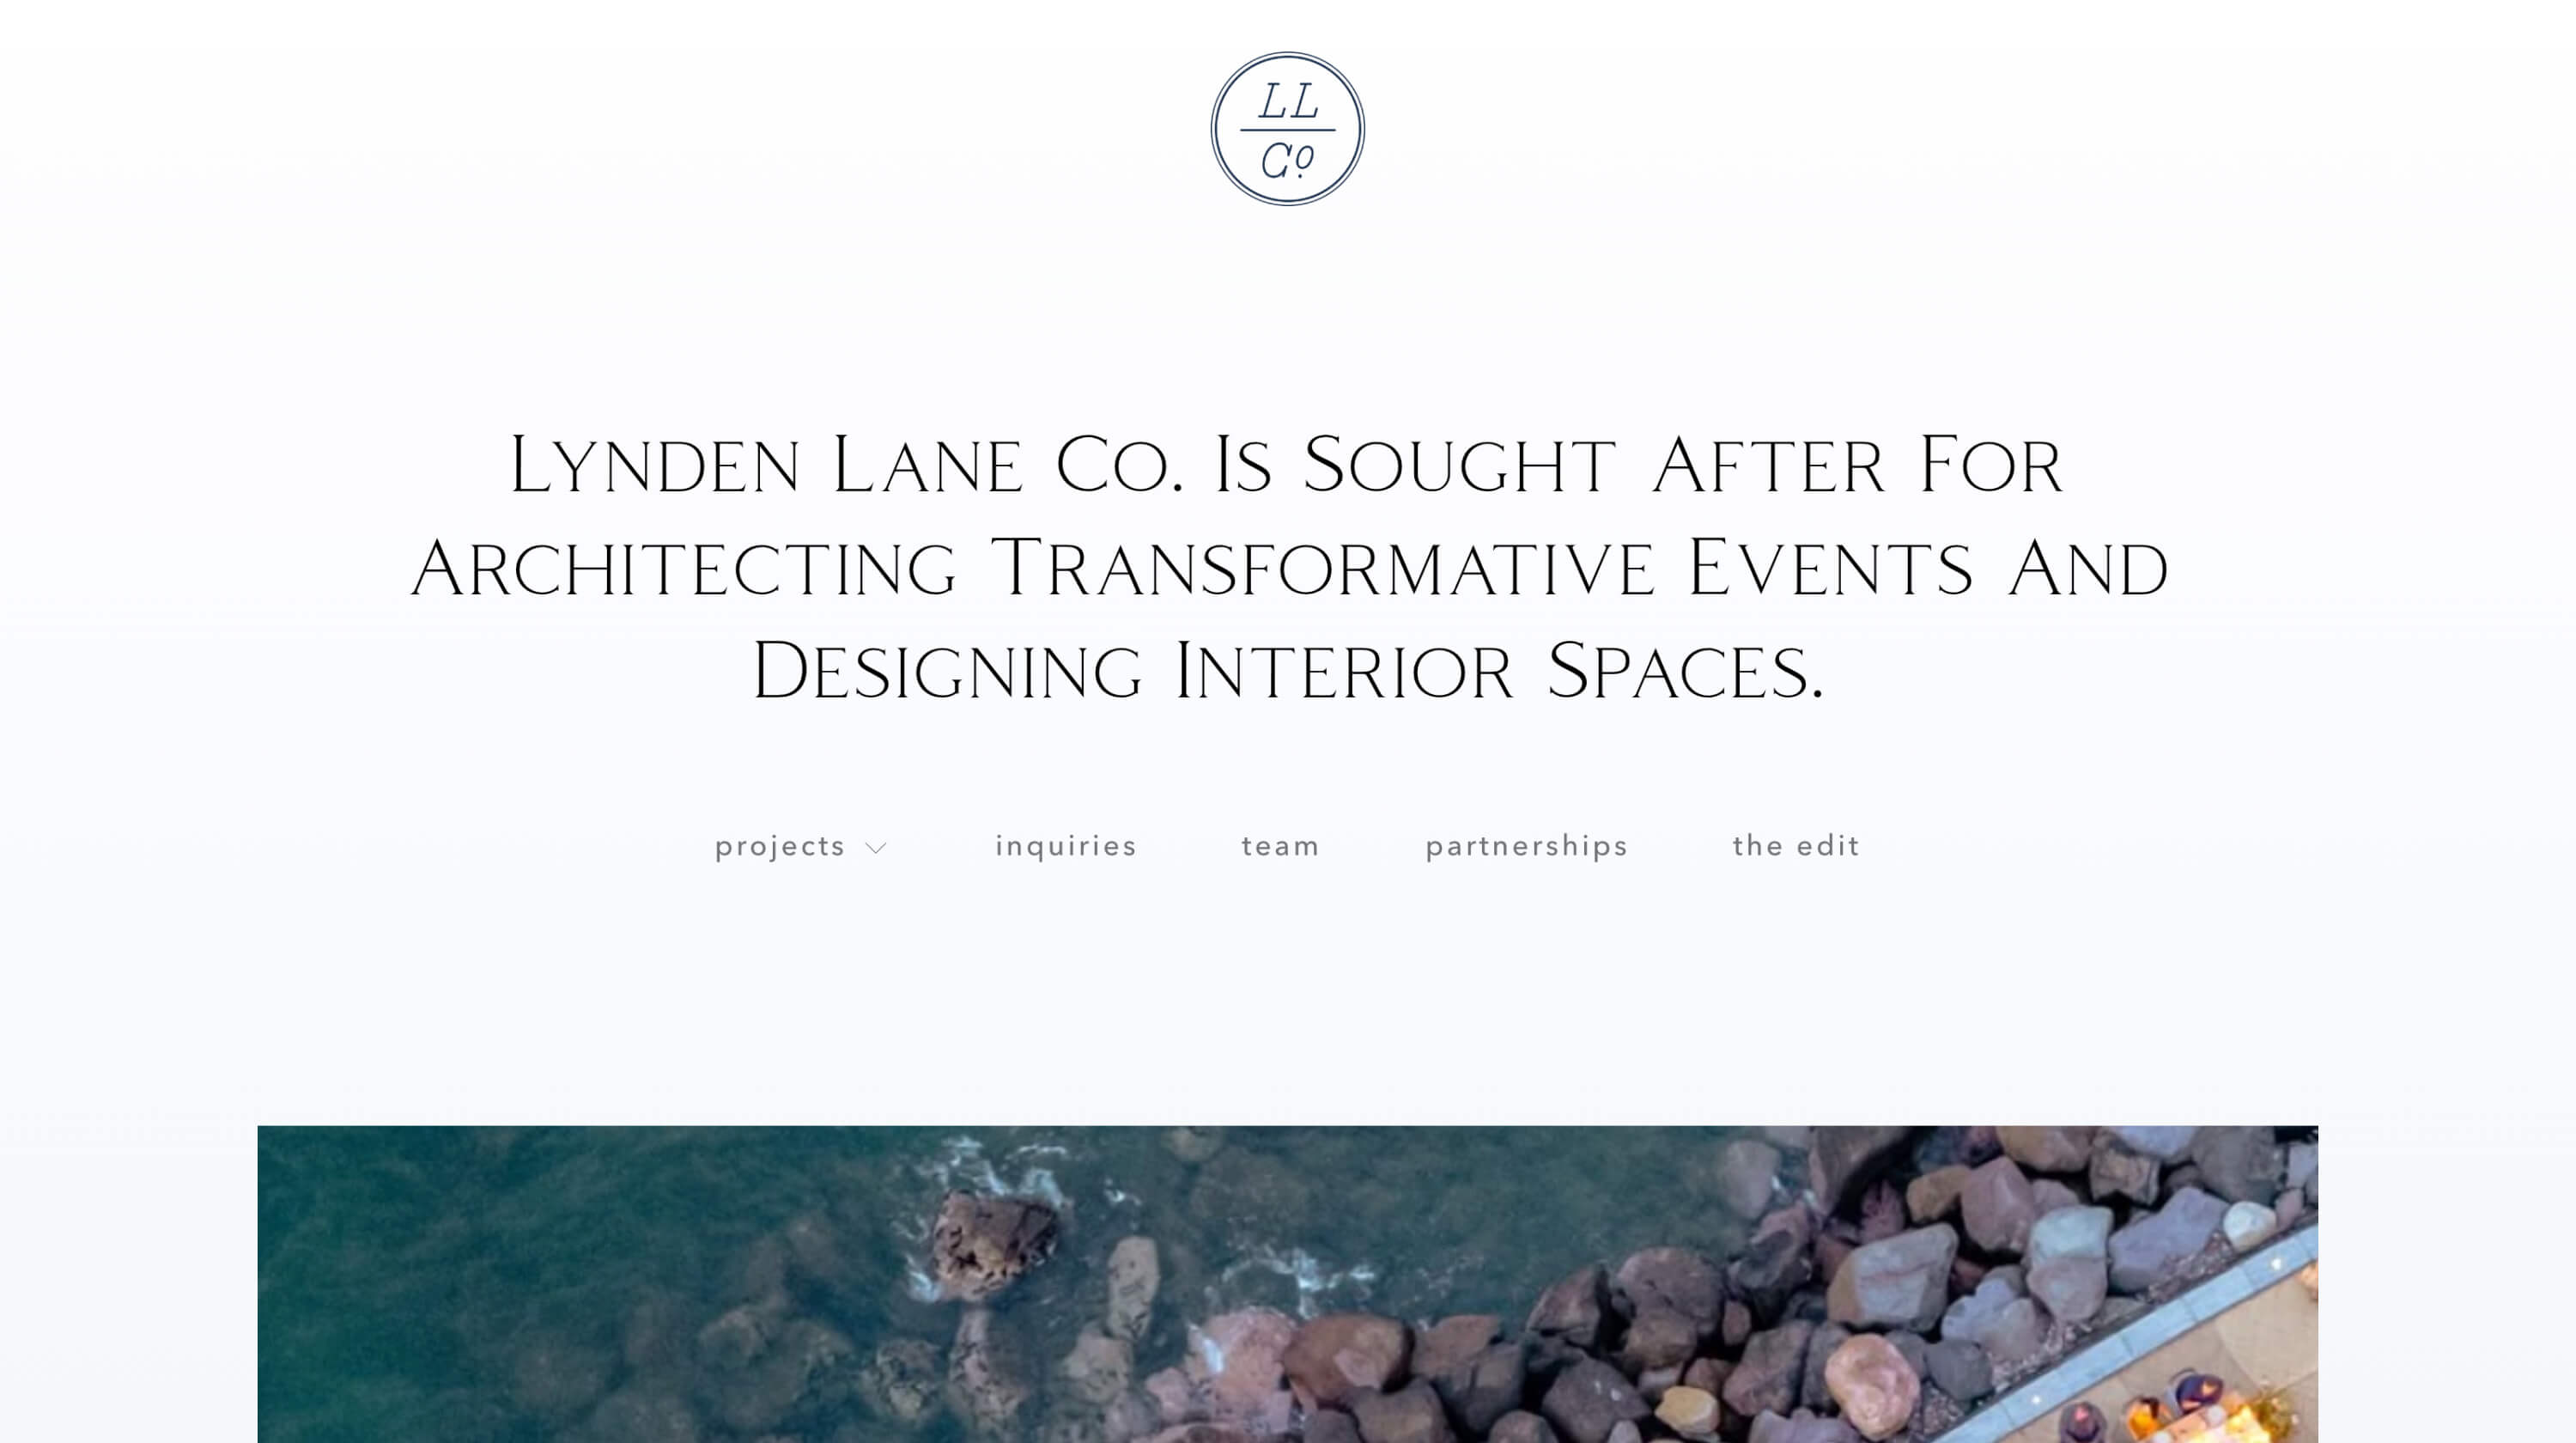 LL
Co
Lynden Lane Co. Is Sought After For
Architecting Transformative Events And
Designing Interior Spaces.
projects
inquiries
team
partnerships
the edit